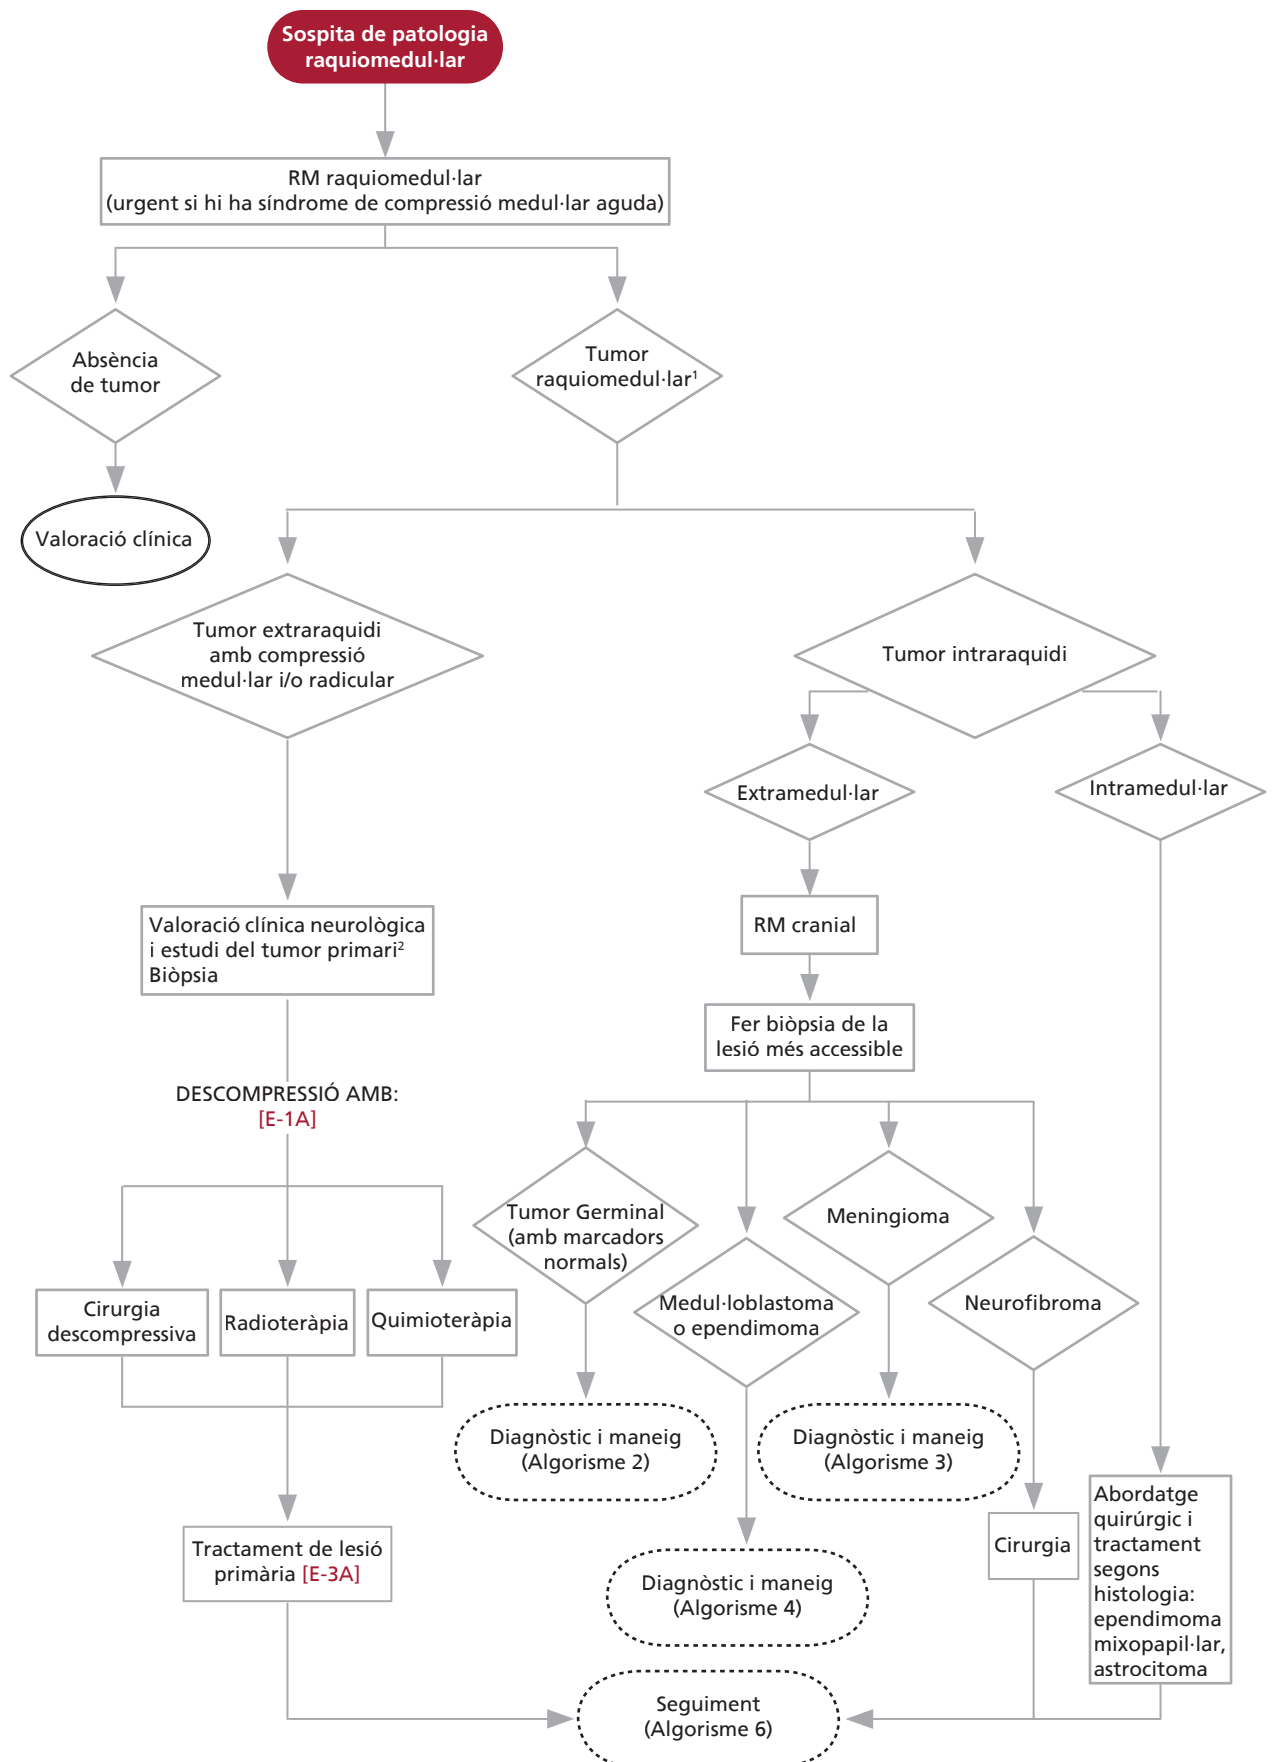 Sospita de patologia
raquiomedul·lar
RM raquiomedul·lar
(urgent si hi ha síndrome de compressió medul·lar aguda)
Absència
de tumor
Tumor
raquiomedul·lar¹
Valoració clínica
Tumor extraraquidi
amb compressió
medul·lar i/o radicular
Tumor intraraquidi
Extramedul·lar
Intramedul·lar
Valoració clínica neurològica
i estudi del tumor primari²
Biòpsia
RM cranial
Fer biòpsia de la
lesió més accessible
DESCOMPRESSIÓ AMB:
[E-1A]
Tumor Germinal
(amb marcadors
normals)
Meningioma
Medul·loblastoma
o ependimoma
Neurofibroma
Cirurgia
descompressiva
Radioteràpia
Quimioteràpia
Diagnòstic i maneig
(Algorisme 2)
Diagnòstic i maneig
(Algorisme 3)
Tractament de lesió
primària [E-3A]
Diagnòstic i maneig
(Algorisme 4)
Cirurgia
Abordatge
quirúrgic i
tractament
segons
histologia:
ependimoma
mixopapil·lar,
astrocitoma
Seguiment
(Algorisme 6)